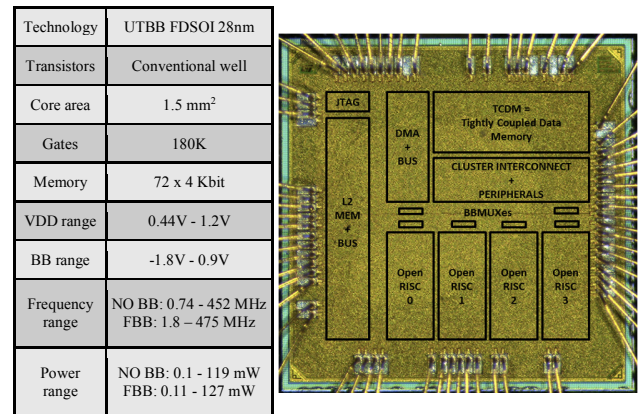 Technology UTBB FDSOI 28nm
Transistors Conventional well
Core area 1.5 mm²
Gates 180K
Memory 72 x 4 Kbit
VDD range 0.44V - 1.2V
BB range -1.8V - 0.9V
Frequency range NO BB: 0.74 - 452 MHz
FBB: 1.8 – 475 MHz
Power range NO BB: 0.1 - 119 mW
FBB: 0.11 - 127 mW
JTAG
L2
MEM
+
BUS
DMA
+
BUS
TCDM =
Tightly Coupled Data
Memory
CLUSTER INTERCONNECT
+
PERIPHERALS
BBMUXes
Open
RISC
0
Open
RISC
1
Open
RISC
2
Open
RISC
3